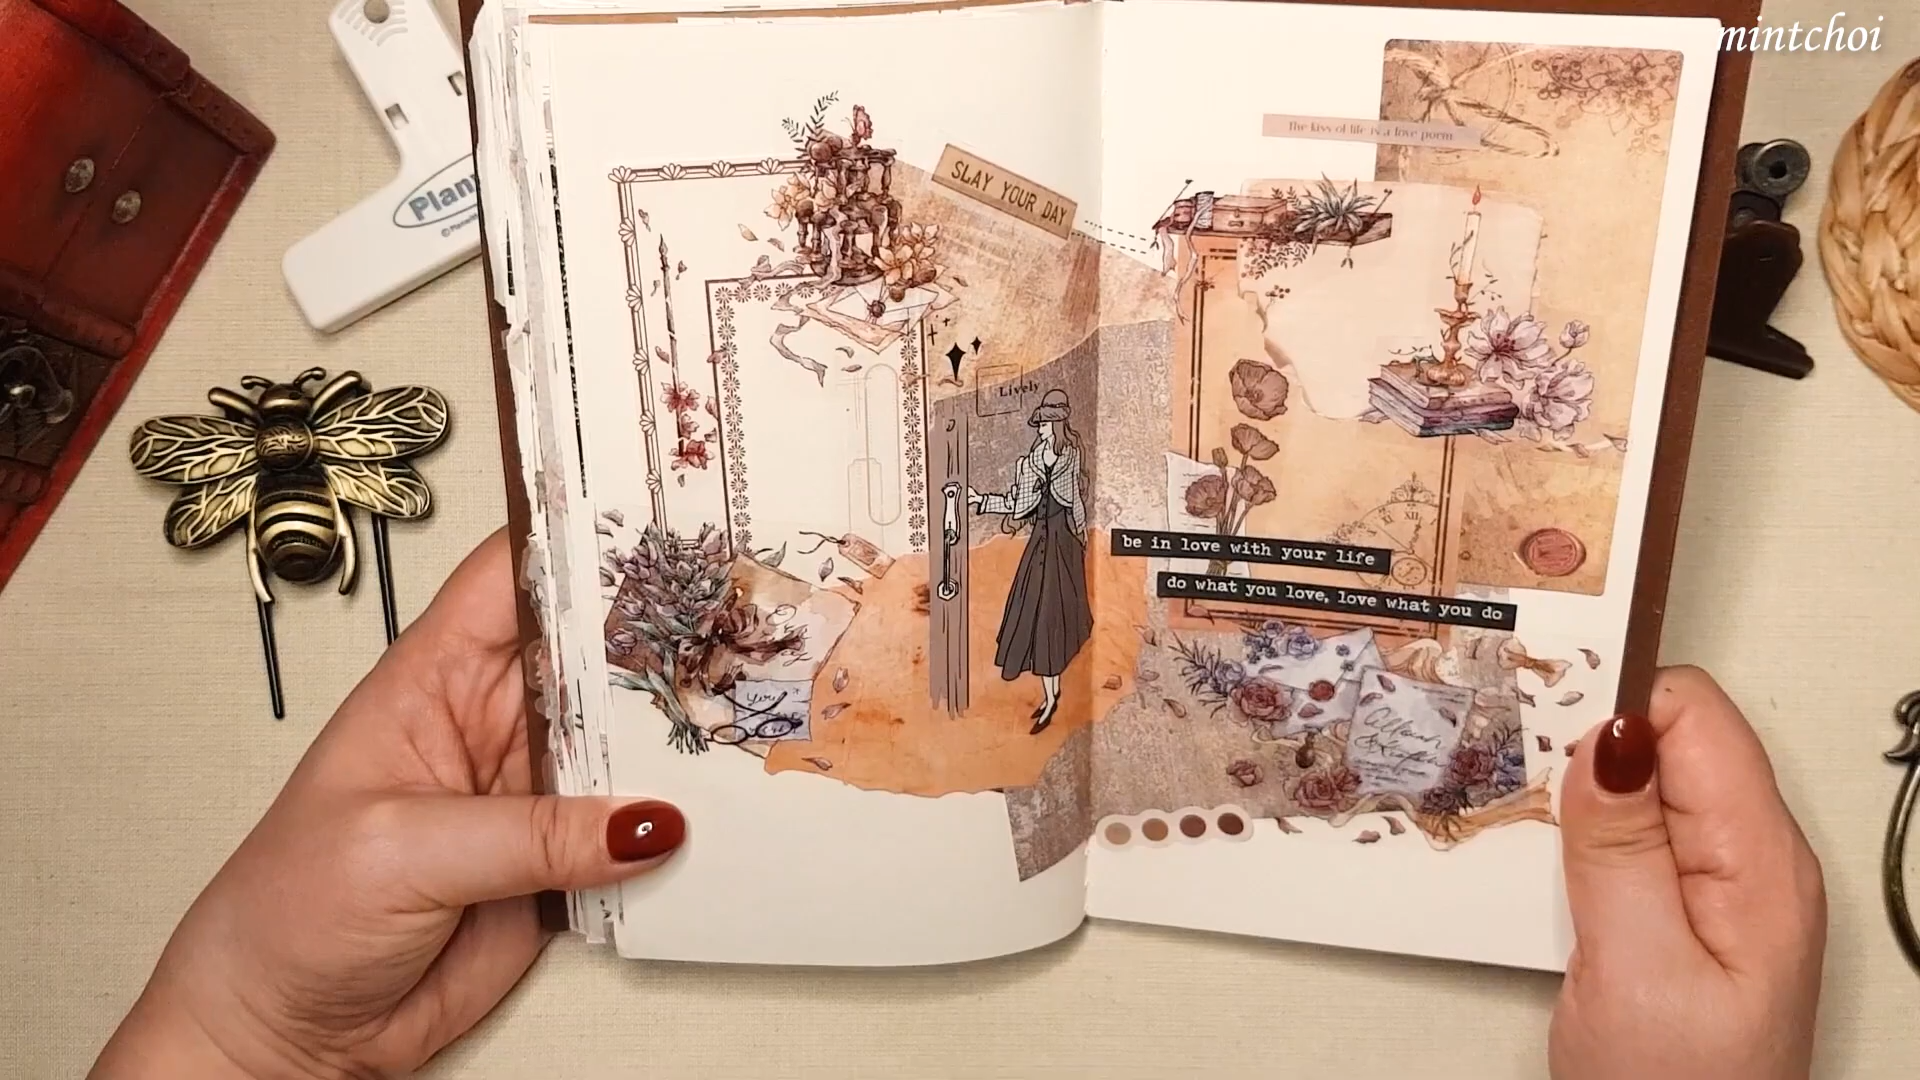 mintchoi
Plan
SLAY YOUR DAY
The kiss of life is a love poem
Lively
XII
be in love with your life
do what you love, love what you do